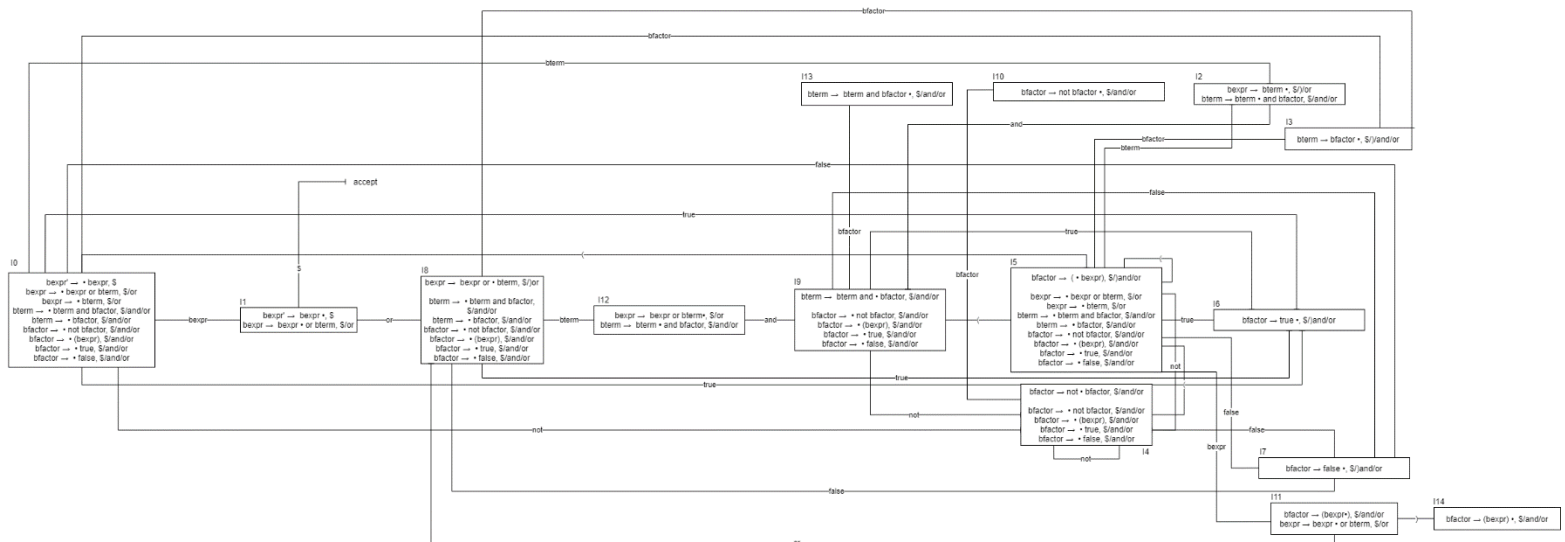 bfactor
bfactor
bterm
I13
bterm → bterm and bfactor •, $/and/or
I10
bfactor → not bfactor •, $/and/or
I2
bexpr → bterm •, $/)/or
bterm → bterm • and bfactor, $/and/or
and
I3
bterm → bfactor •, $/)/and/or
bfactor
bterm
false
accept
false
true
bfactor
true
(
(
$
bfactor
I0
bexpr' → • bexpr, $
bexpr → • bexpr or bterm, $/or
bexpr → • bterm, $/or
bterm → • bterm and bfactor, $/and/or
bterm → • bfactor, $/and/or
bfactor → • not bfactor, $/and/or
bfactor → • (bexpr), $/and/or
bfactor → • true, $/and/or
bfactor → • false, $/and/or
bexpr
I1
bexpr' → bexpr •, $
bexpr → bexpr • or bterm, $/or
or
I8
bexpr → bexpr or • bterm, $/)or
bterm → • bterm and bfactor,
$/and/or
bterm → • bfactor, $/and/or
bfactor → • not bfactor, $/and/or
bfactor → • (bexpr), $/and/or
bfactor → • true, $/and/or
bfactor → • false, $/and/or
bterm
I12
bexpr → bexpr or bterm•, $/or
bterm → bterm • and bfactor, $/and/or
and
I9
bterm → bterm and • bfactor, $/and/or
bfactor → • not bfactor, $/and/or
bfactor → • (bexpr), $/and/or
bfactor → • true, $/and/or
bfactor → • false, $/and/or
(
I5
bfactor → ( • bexpr), $/)and/or
bexpr → • bexpr or bterm, $/or
bexpr → • bterm, $/or
bterm → • bterm and bfactor, $/and/or
bterm → • bfactor, $/and/or
bfactor → • not bfactor, $/and/or
bfactor → • (bexpr), $/and/or
bfactor → • true, $/and/or
bfactor → • false, $/and/or
true
I6
bfactor → true •, $/)and/or
not
true
true
bfactor → not • bfactor, $/and/or
bfactor → • not bfactor, $/and/or
bfactor → • (bexpr), $/and/or
bfactor → • true, $/and/or
bfactor → • false, $/and/or
I4
not
not
not
false
false
bexpr
I7
bfactor → false •, $/)and/or
false
I11
bfactor → (bexpr•), $/and/or
bexpr → bexpr • or bterm, $/or
)
I14
bfactor → (bexpr) •, $/and/or